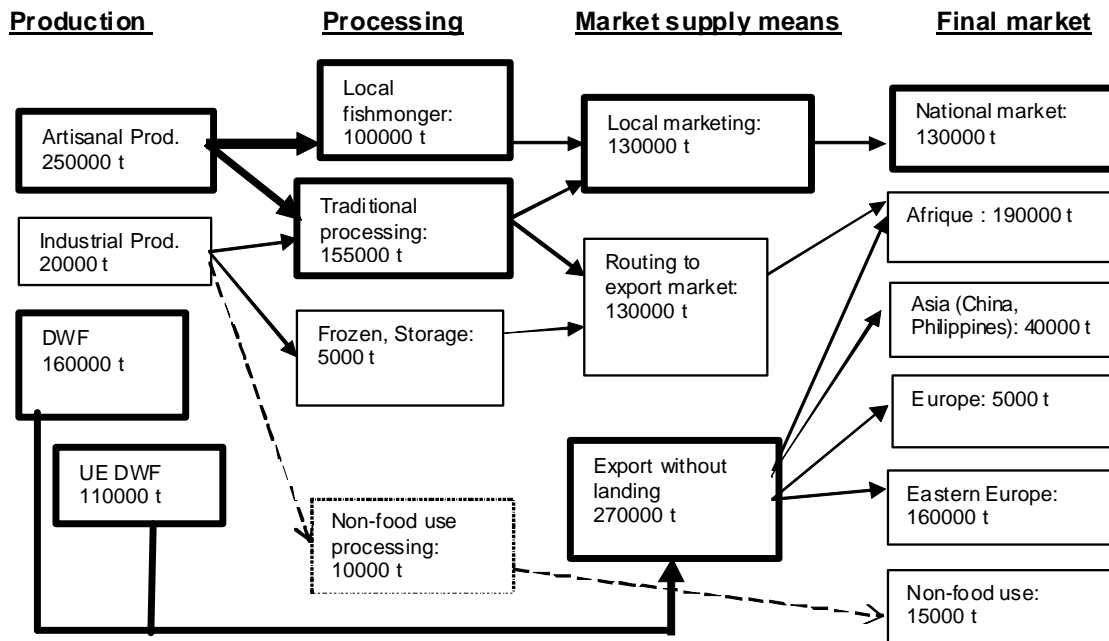 Production
Processing
Market supply means
Final market
Artisanal Prod.
250000 t
Industrial Prod.
20000 t
DWF
160000 t
UE DWF
110000 t
Local
fishmonger:
100000 t
Traditional
processing:
155000 t
Frozen, Storage:
5000 t
Non-food use
processing:
10000 t
Local marketing:
130000 t
Routing to
export market:
130000 t
Export without
landing
270000 t
National market:
130000 t
Afrique : 190000 t
Asia (China,
Philippines): 40000 t
Europe: 5000 t
Eastern Europe:
160000 t
Non-food use:
15000 t